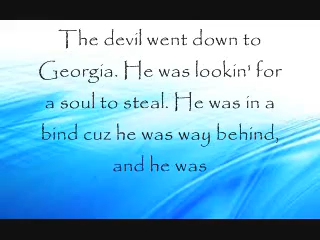 The devil went down to
Georgia. He was lookin' for
a soul to steal. He was in a
bind cuz he was way behind,
and he was